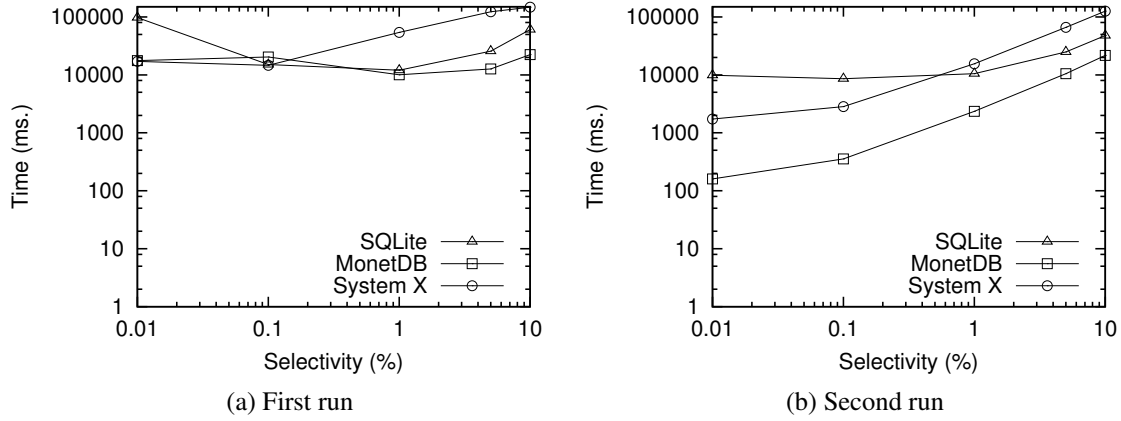 100000
10000
1000
100
10
1
Time (ms.)
0.01 0.1 1 10
Selectivity (%)
SQLite
MonetDB
System X
(a) First run
100000
10000
1000
100
10
1
Time (ms.)
0.01 0.1 1 10
Selectivity (%)
SQLite
MonetDB
System X
(b) Second run